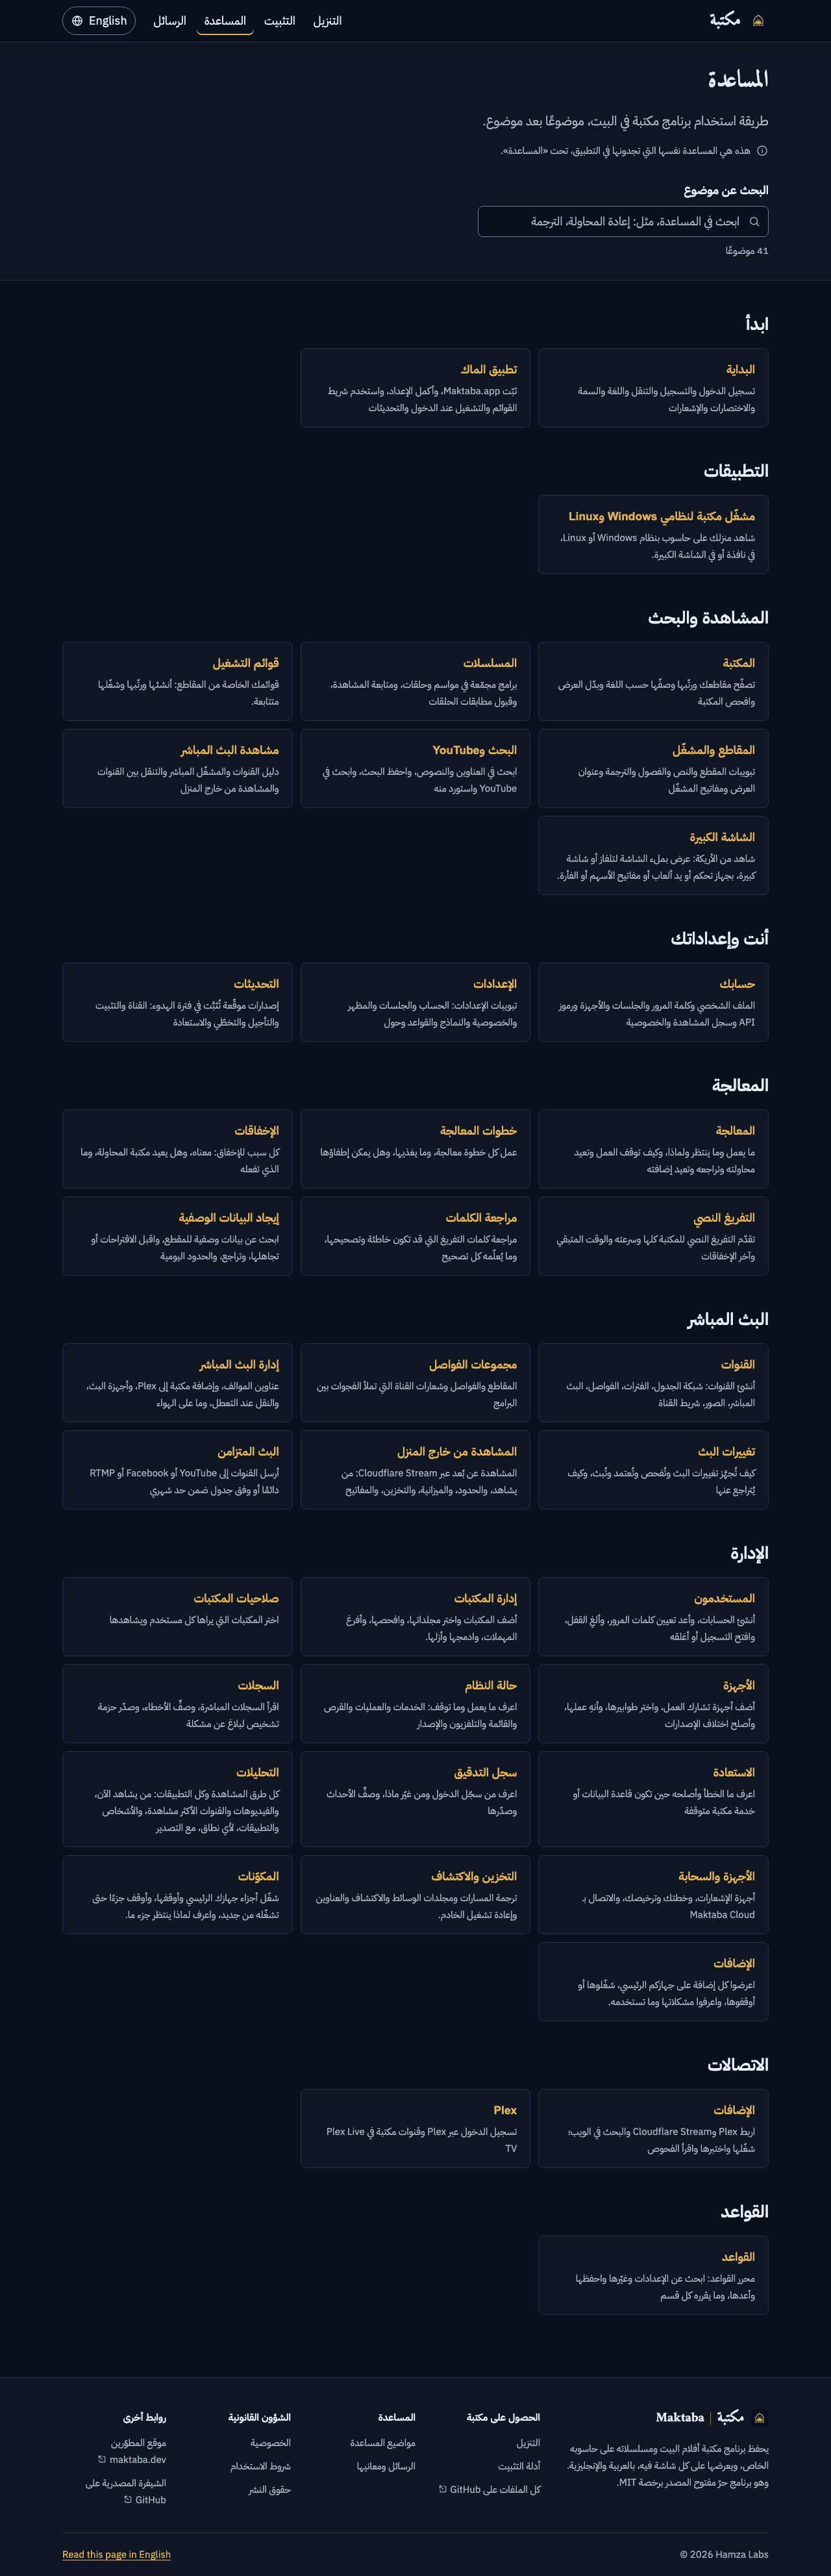 مكتبة
التنزيل
التثبيت
المساعدة
الرسائل
English
المساعدة
طريقة استخدام برنامج مكتبة في البيت، موضوعًا بعد موضوع.
هذه هي المساعدة نفسها التي تجدونها في التطبيق، تحت «المساعدة».
البحث عن موضوع
ابحث في المساعدة، مثل: إعادة المحاولة، الترجمة
41 موضوعًا
ابدأ
البداية
تسجيل الدخول والتسجيل والتنقل واللغة والسمة
والاختصارات والإشعارات
تطبيق الماك
ثبّت Maktaba.app، وأكمل الإعداد، واستخدم شريط
القوائم والتشغيل عند الدخول والتحديثات
التطبيقات
مشغّل مكتبة لنظامي Windows وLinux
شاهد منزلك على حاسوب بنظام Windows أو Linux،
في نافذة أو في الشاشة الكبيرة.
المشاهدة والبحث
المكتبة
تصفّح مقاطعك ورتّبها وصفّها حسب اللغة وبدّل العرض
وافحص المكتبة
المسلسلات
برامج مجمّعة في مواسم وحلقات، ومتابعة المشاهدة،
وقبول مطابقات الحلقات
قوائم التشغيل
قوائمك الخاصة من المقاطع: أنشئها ورتّبها وشغّلها
متتابعة.
المقاطع والمشغّل
تبويبات المقطع والنص والفصول والترجمة وعنوان
العرض ومفاتيح المشغّل
البحث وYouTube
ابحث في العناوين والنصوص، واحفظ البحث، وابحث في
YouTube واستورد منه
مشاهدة البث المباشر
دليل القنوات والمشغّل المباشر والتنقل بين القنوات
والمشاهدة من خارج المنزل
الشاشة الكبيرة
شاهد من الأريكة: عرض بملء الشاشة لتلفاز أو شاشة
كبيرة، بجهاز تحكم أو يد ألعاب أو مفاتيح الأسهم أو الفأرة.
أنت وإعداداتك
حسابك
الملف الشخصي وكلمة المرور والجلسات والأجهزة ورموز
API وسجل المشاهدة والخصوصية
الإعدادات
تبويبات الإعدادات: الحساب والجلسات والمظهر
والخصوصية والنماذج والقواعد وحول
التحديثات
إصدارات موقّعة تُثبَّت في فترة الهدوء: القناة والتثبيت
والتأجيل والتخطّي والاستعادة
المعالجة
المعالجة
ما يعمل وما ينتظر ولماذا، وكيف توقف العمل وتعيد
محاولته وتراجعه وتعيد إضافته
خطوات المعالجة
عمل كل خطوة معالجة، وما يغذيها، وهل يمكن إطفاؤها
الإخفاقات
كل سبب للإخفاق: معناه، وهل يعيد مكتبة المحاولة، وما
الذي تفعله
التفريغ النصي
تقدّم التفريغ النصي للمكتبة كلها وسرعته والوقت المتبقي
وآخر الإخفاقات
مراجعة الكلمات
مراجعة كلمات التفريغ التي قد تكون خاطئة وتصحيحها،
وما يُعلّمه كل تصحيح
إيجاد البيانات الوصفية
ابحث عن بيانات وصفية للمقطع، واقبل الاقتراحات أو
تجاهلها، وتراجع، والحدود اليومية
البث المباشر
القنوات
أنشئ القنوات: شبكة الجدول، الفترات، الفواصل، البث
المباشر، الصور، شريط القناة
مجموعات الفواصل
المقاطع والفواصل وشعارات القناة التي تملأ الفجوات بين
البرامج
إدارة البث المباشر
عناوين الموالف، وإضافة مكتبة إلى Plex، وأجهزة البث،
والنقل عند التعطل، وما على الهواء
تغييرات البث
كيف تُجهَّز تغييرات البث وتُفحص وتُعتمد وتُبث، وكيف
يُتراجع عنها
المشاهدة من خارج المنزل
المشاهدة عن بُعد عبر Cloudflare Stream: من
يشاهد، والحدود، والميزانية، والتخزين، والمفاتيح
البث المتزامن
أرسل القنوات إلى YouTube أو Facebook أو RTMP
دائمًا أو وفق جدول ضمن حد شهري
الإدارة
المستخدمون
أنشئ الحسابات، وأعد تعيين كلمات المرور، وألغِ القفل،
وافتح التسجيل أو أغلقه
إدارة المكتبات
أضف المكتبات واختر مجلداتها، وافحصها، وأفرغ
المهملات، وادمجها وأزلها.
صلاحيات المكتبات
اختر المكتبات التي يراها كل مستخدم ويشاهدها
الأجهزة
أضف أجهزة تشارك العمل، واختر طوابيرها، وأنهِ عملها،
وأصلح اختلاف الإصدارات
حالة النظام
اعرف ما يعمل وما توقف: الخدمات والعمليات والقرص
والقائمة والتلفزيون والإصدار
السجلات
اقرأ السجلات المباشرة، وصفِّ الأخطاء، وصدّر حزمة
تشخيص لبلاغ عن مشكلة
الاستعادة
اعرف ما الخطأ وأصلحه حين تكون قاعدة البيانات أو
خدمة مكتبة متوقفة
سجل التدقيق
اعرف من سجّل الدخول ومن غيّر ماذا، وصفِّ الأحداث
وصدّرها
التحليلات
كل طرق المشاهدة وكل التطبيقات: من يشاهد الآن،
والفيديوهات والقنوات الأكثر مشاهدة، والأشخاص
والتطبيقات، لأي نطاق، مع التصدير
الأجهزة والسحابة
أجهزة الإشعارات، وخطتك وترخيصك، والاتصال بـ
Maktaba Cloud
التخزين والاكتشاف
ترجمة المسارات ومجلدات الوسائط والاكتشاف والعناوين
وإعادة تشغيل الخادم.
المكوّنات
شغّل أجزاء جهازك الرئيسي وأوقفها، وأوقف جزءًا حتى
تشغّله من جديد، واعرف لماذا ينتظر جزء ما.
الإضافات
اعرضوا كل إضافة على جهازكم الرئيسي، شغّلوها أو
أوقفوها، واعرفوا مشكلاتها وما تستخدمه.
الاتصالات
الإضافات
اربط Plex وCloudflare Stream والبحث في الويب؛
شغّلها واختبرها واقرأ الفحوص
Plex
تسجيل الدخول عبر Plex وقنوات مكتبة في Plex Live
TV
القواعد
القواعد
محرر القواعد: ابحث عن الإعدادات وغيّرها واحفظها
وأعدها، وما يقرره كل قسم
مكتبة | Maktaba
يحفظ برنامج مكتبة أفلام البيت ومسلسلاته على حاسوبه
الخاص، ويعرضها على كل شاشة فيه، بالعربية والإنجليزية.
وهو برنامج حرّ مفتوح المصدر برخصة MIT.
الحصول على مكتبة
التنزيل
أدلة التثبيت
كل الملفات على GitHub
المساعدة
مواضيع المساعدة
الرسائل ومعانيها
الشؤون القانونية
الخصوصية
شروط الاستخدام
حقوق النشر
روابط أخرى
موقع المطوّرين
maktaba.dev
الشيفرة المصدرية على
GitHub
© 2026 Hamza Labs
Read this page in English